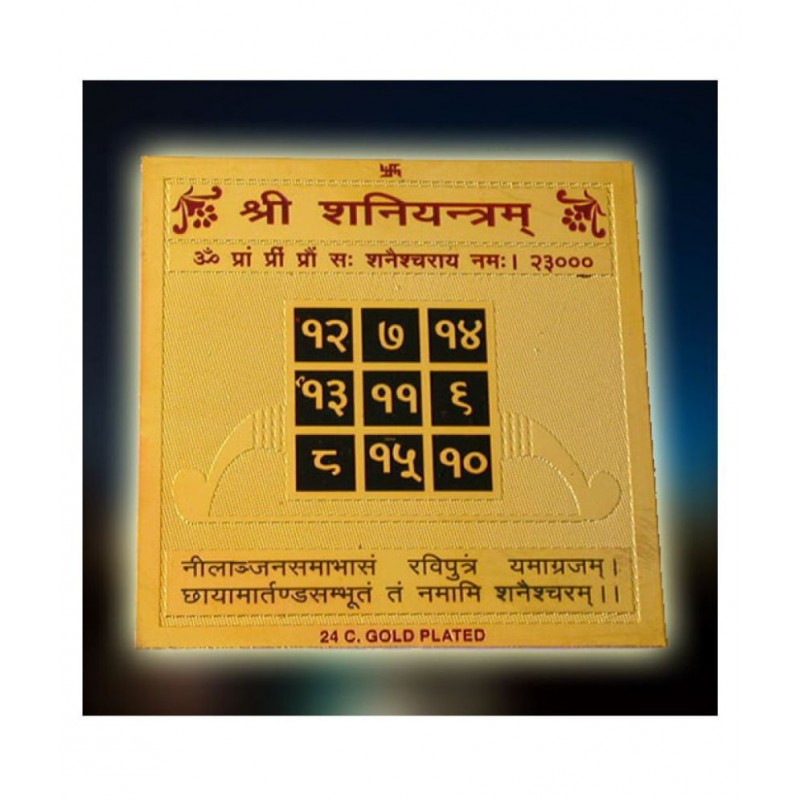 श्री शनियन्त्रम्
ॐ प्रां प्रीं प्रौं सः शनैश्चराय नमः। २३०००
१२ ७ १४
१३ ११ ६
८ १५ १०
नीलाञ्जनसमाभासं रविपुत्रं यमाग्रजम्।
छायामार्तण्डसम्भूतं तं नमामि शनैश्चरम्।।
24 C. GOLD PLATED